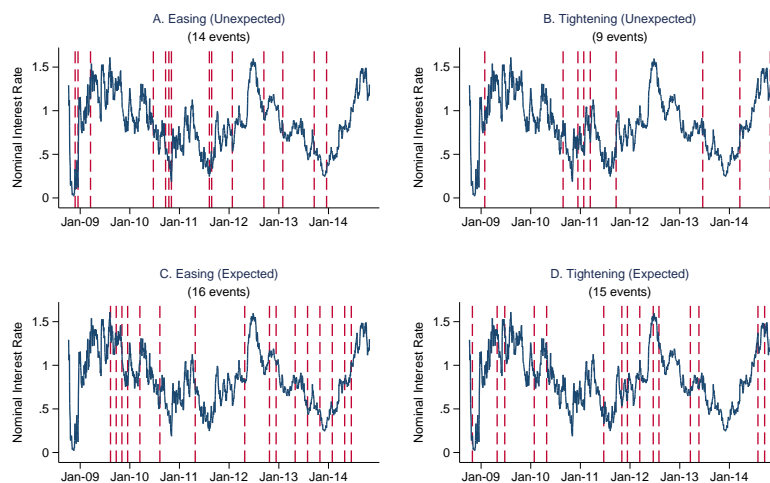 A. Easing (Unexpected)
(14 events)
Nominal Interest Rate
1.5
1
.5
0
Jan-09 Jan-10 Jan-11 Jan-12 Jan-13 Jan-14
B. Tightening (Unexpected)
(9 events)
Nominal Interest Rate
1.5
1
.5
0
Jan-09 Jan-10 Jan-11 Jan-12 Jan-13 Jan-14
C. Easing (Expected)
(16 events)
Nominal Interest Rate
1.5
1
.5
0
Jan-09 Jan-10 Jan-11 Jan-12 Jan-13 Jan-14
D. Tightening (Expected)
(15 events)
Nominal Interest Rate
1.5
1
.5
0
Jan-09 Jan-10 Jan-11 Jan-12 Jan-13 Jan-14